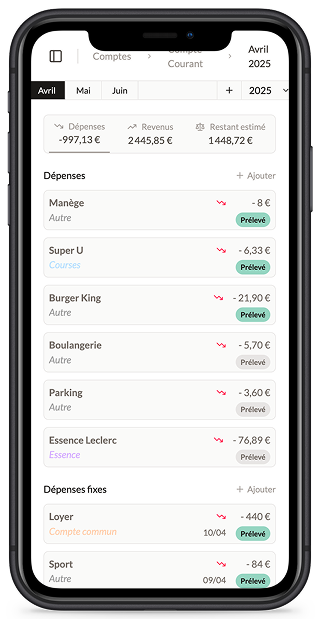 Comptes
Compte
Courant
Avril
2025
Avril Mai Juin + 2025
Dépenses Revenus Restant estimé
-997,13 € 2 445,85 € 1 448,72 €
Dépenses + Ajouter
Manège - 8 €
Autre Prélevé
Super U - 6,33 €
Courses Prélevé
Burger King - 21,90 €
Autre Prélevé
Boulangerie - 5,70 €
Autre Prélevé
Parking - 3,60 €
Autre Prélevé
Essence Leclerc - 76,89 €
Essence Prélevé
Dépenses fixes + Ajouter
Loyer - 440 €
Compte commun 10/04 Prélevé
Sport - 84 €
Autre 09/04 Prélevé